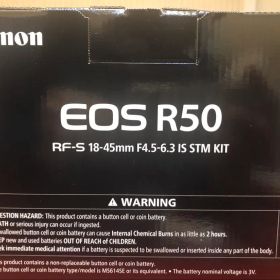 non
EOS R50
RF-S 18-45mm F4.5-6.3 IS STM KIT
WARNING
ESTION HAZARD: This product contains a button cell or coin battery.
ATH or serious injury can occur if ingested.
swallowed button cell or coin battery can cause Internal Chemical Burns in as little as 2 hours.
EEP new and used batteries OUT OF REACH of CHILDREN.
ek immediate medical attention if a battery is suspected to be swallowed or inserted inside any part of the body.
product contains a non-replaceable button cell or coin battery.
e button cell or coin battery type/model is MS614SE or its equivalent. • The battery nominal voltage is 3V.